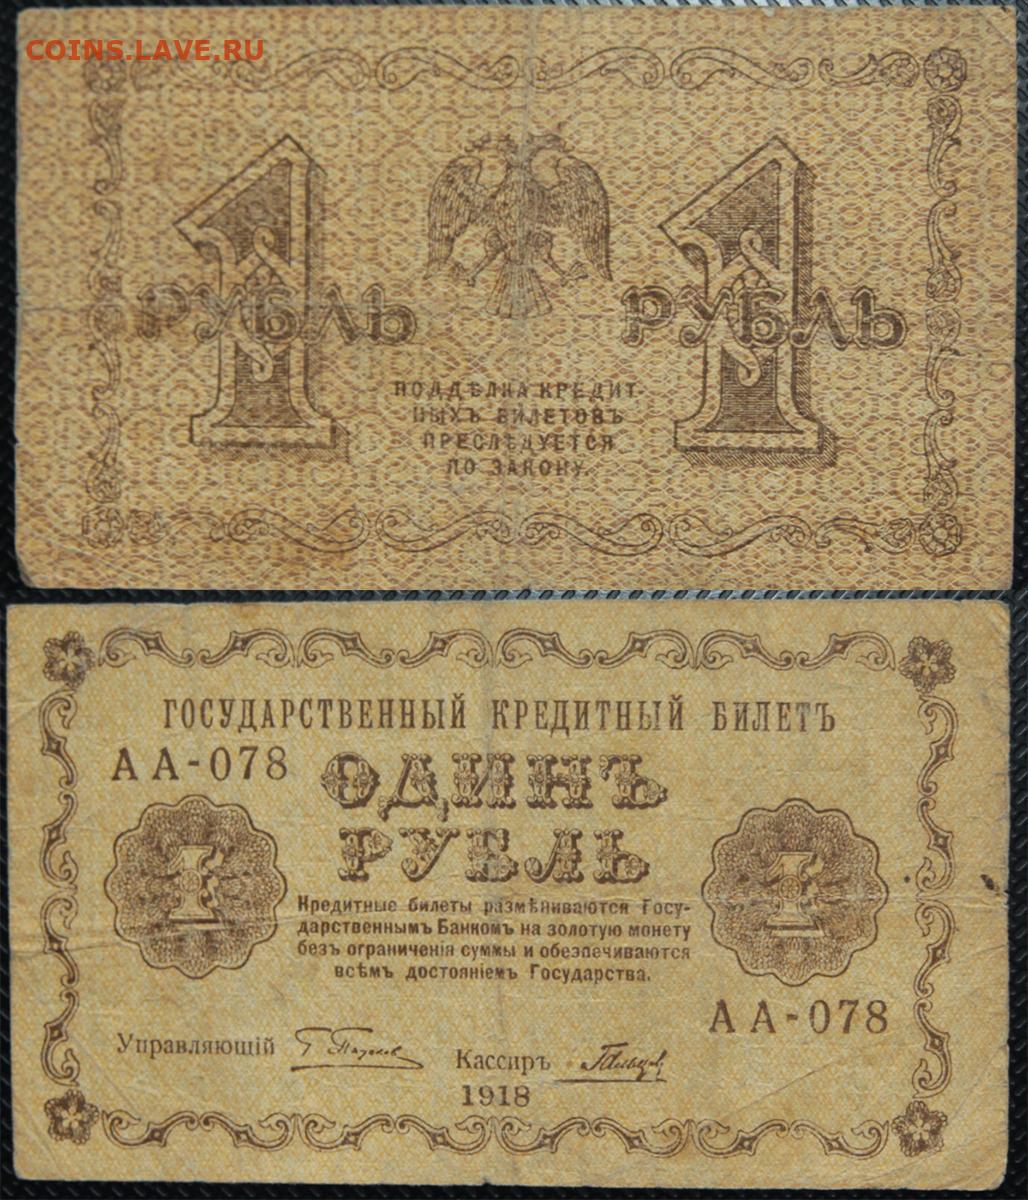 COINS.LAVE.RU
1 1
РУБЛЬ РУБЛЬ
ПОДДѢЛКА КРЕДИТ-
НЫХЪ БИЛЕТОВЪ
ПРЕСЛѢДУЕТСЯ
ПО ЗАКОНУ.
ГОСУДАРСТВЕННЫЙ КРЕДИТНЫЙ БИЛЕТЪ
АА-078
ОДИНЪ
РУБЛЬ
1 1
Кредитные билеты размѣниваются Госу-
дарственнымъ Банкомъ на золотую монету
безъ ограниченія суммы и обезпечиваются
всѣмъ достояніемъ Государства.
АА-078
Управляющій Г. Пятаков
Кассиръ Гальцов
1918